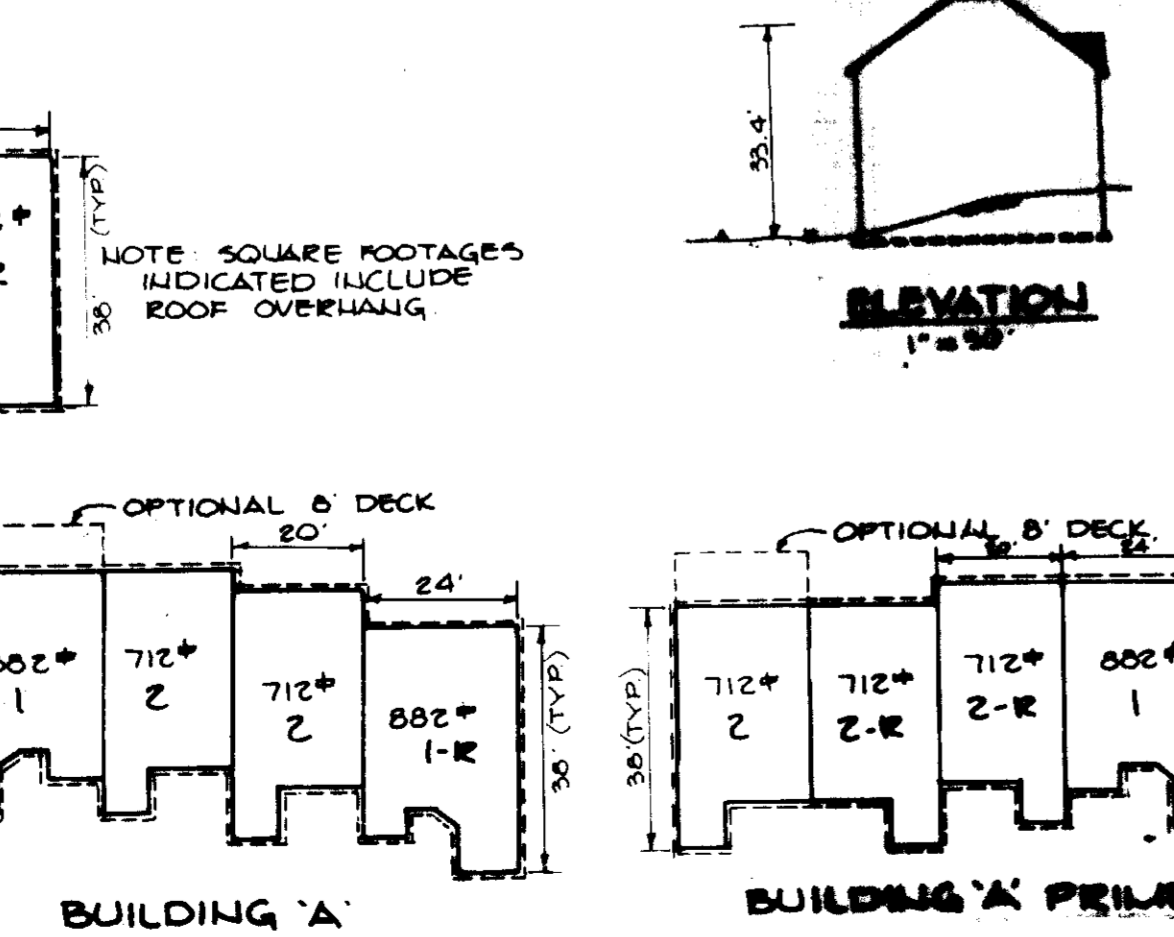 33.4'
38' (TYP.)
NOTE: SQUARE FOOTAGES
INDICATED INCLUDE
ROOF OVERHANG.
ELEVATION
OPTIONAL 8' DECK
20'
24'
712⌗
2
712⌗
2
882⌗
1-R
38' (TYP.)
1
BUILDING 'A'
OPTIONAL 8' DECK.
24
38' (TYP.)
712⌗
2
712⌗
2-R
712⌗
2-R
882⌗
1
BUILDING 'A'